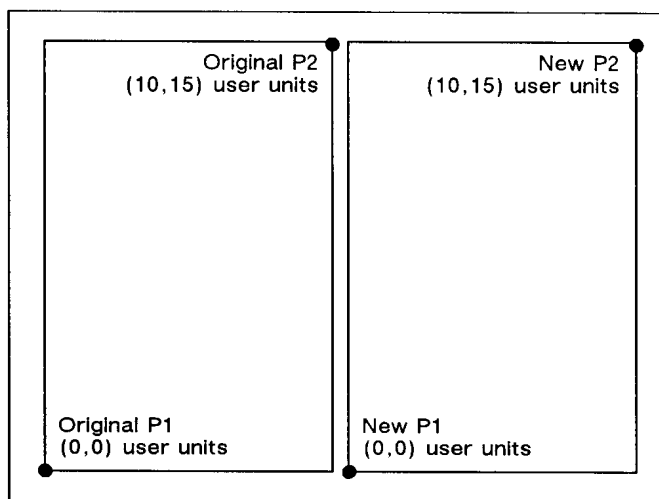 Original P2
(10,15) user units
New P2
(10,15) user units
Original P1
(0,0) user units
New P1
(0,0) user units